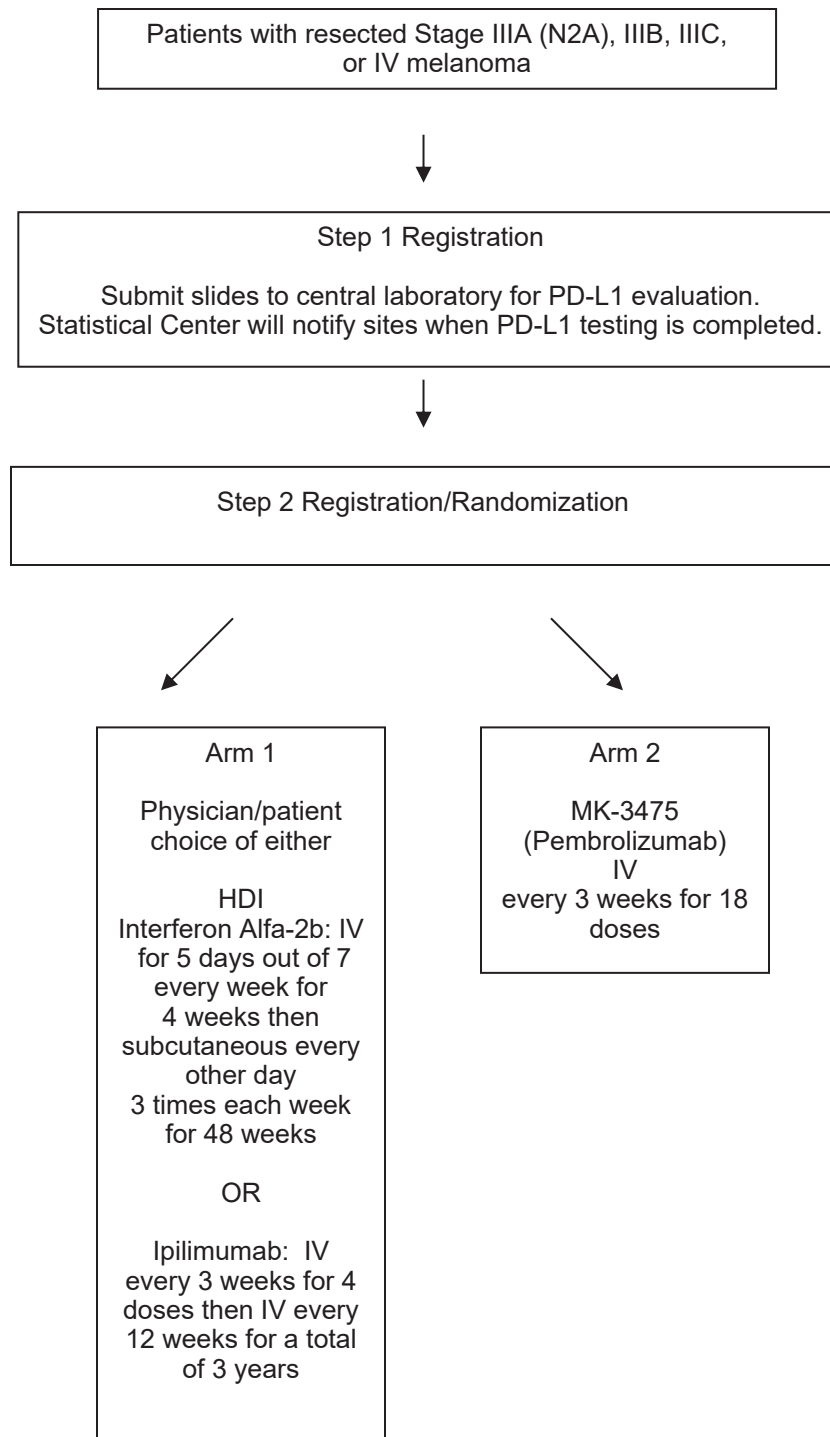 Patients with resected Stage IIIA (N2A), IIIB, IIIC,
or IV melanoma
Step 1 Registration
Submit slides to central laboratory for PD-L1 evaluation.
Statistical Center will notify sites when PD-L1 testing is completed.
Step 2 Registration/Randomization
Arm 1
Physician/patient
choice of either
HDI
Interferon Alfa-2b: IV
for 5 days out of 7
every week for
4 weeks then
subcutaneous every
other day
3 times each week
for 48 weeks
OR
Ipilimumab: IV
every 3 weeks for 4
doses then IV every
12 weeks for a total
of 3 years
Arm 2
MK-3475
(Pembrolizumab)
IV
every 3 weeks for 18
doses